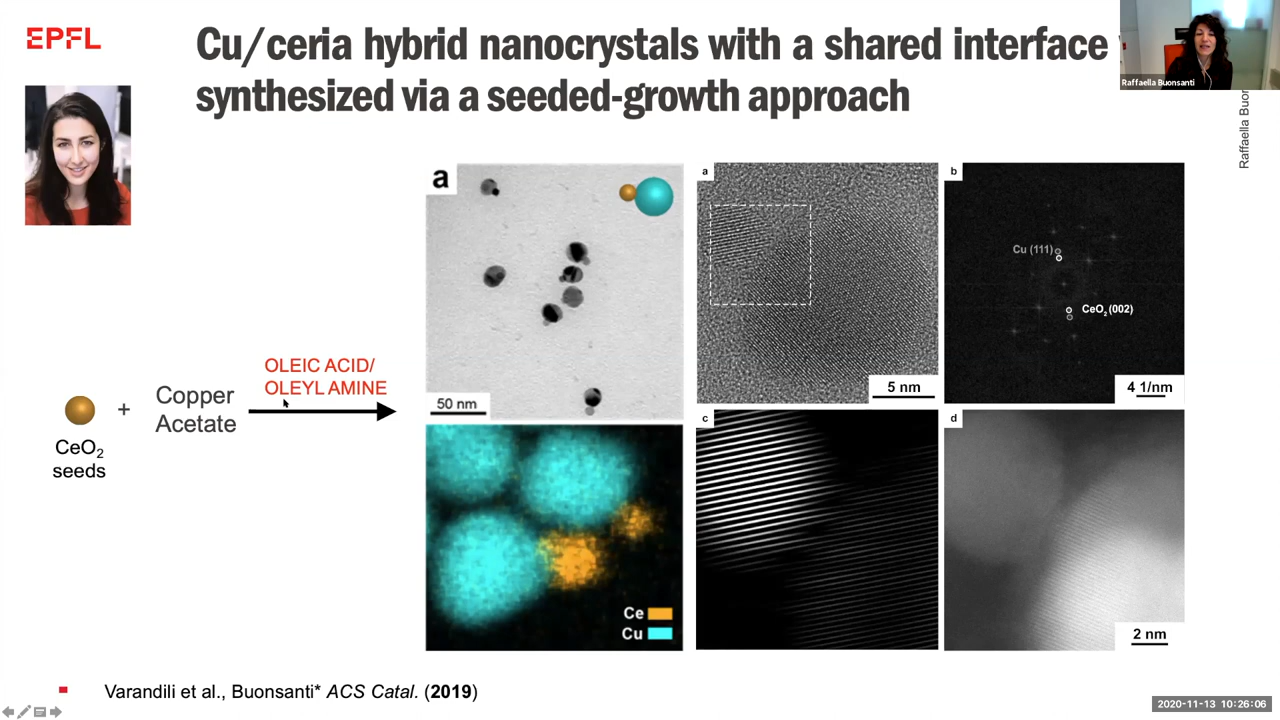 EPFL
Cu/ceria hybrid nanocrystals with a shared interface
synthesized via a seeded-growth approach
Raffaella Buonsanti
Raffaella Buon
a
50 nm
a
5 nm
b
Cu (111)
CeO₂ (002)
4 1/nm
OLEIC ACID/
OLEYL AMINE
CeO₂
seeds
+
Copper
Acetate
Ce
Cu
c
d
2 nm
Varandili et al., Buonsanti* ACS Catal. (2019)
2020-11-13 10:26:06